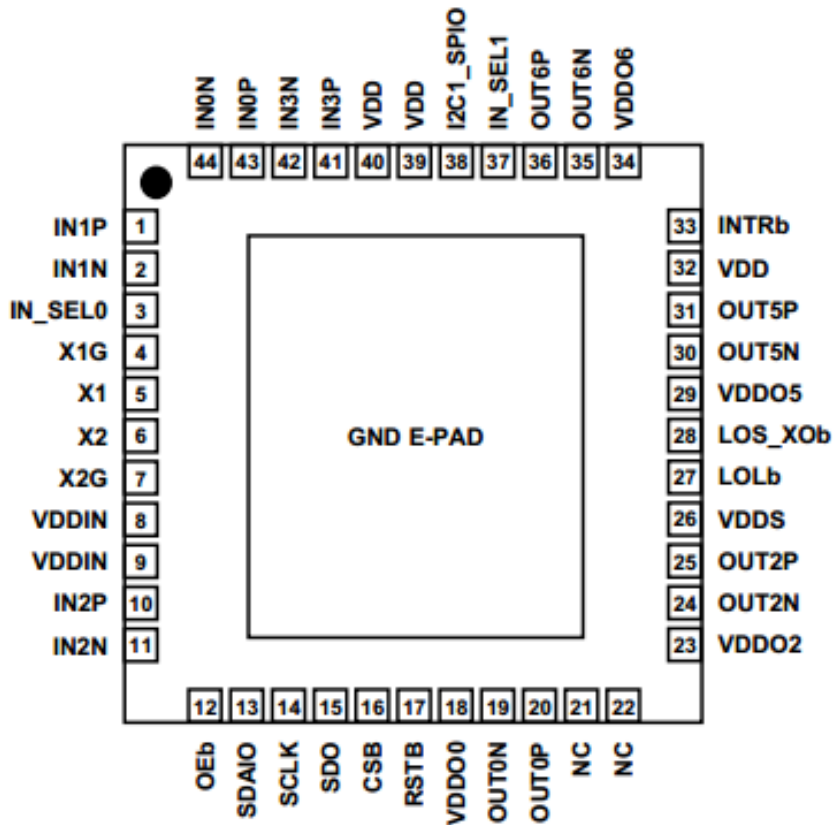 IN0N IN0P IN3N IN3P VDD VDD I2C1_SPIO IN_SEL1 OUT6P OUT6N VDDO6
44 43 42 41 40 39 38 37 36 35 34
IN1P 1
IN1N 2
IN_SEL0 3
X1G 4
X1 5
X2 6
X2G 7
VDDIN 8
VDDIN 9
IN2P 10
IN2N 11
GND E-PAD
33 INTRb
32 VDD
31 OUT5P
30 OUT5N
29 VDDO5
28 LOS_XOb
27 LOLb
26 VDDS
25 OUT2P
24 OUT2N
23 VDDO2
12 13 14 15 16 17 18 19 20 21 22
OEb SDAIO SCLK SDO CSB RSTB VDDO0 OUT0N OUT0P NC NC